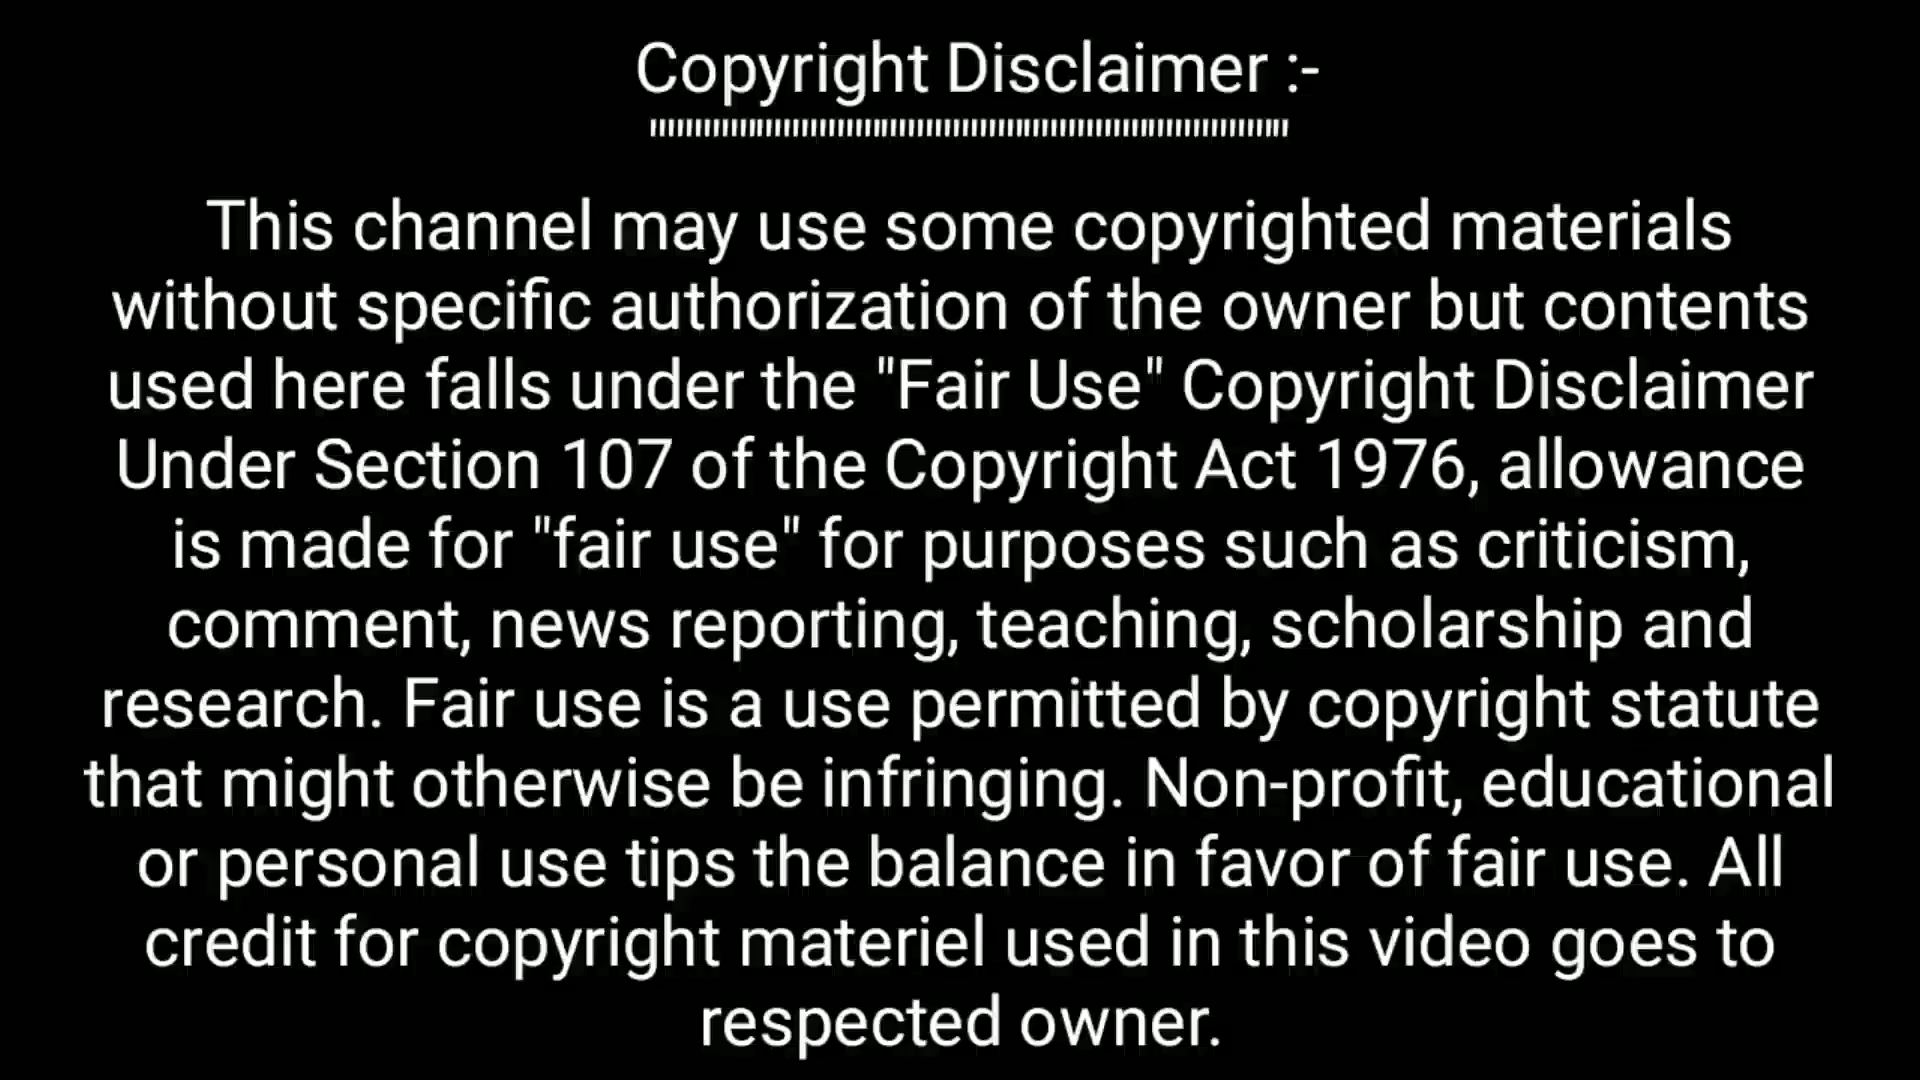 Copyright Disclaimer :-
This channel may use some copyrighted materials
without specific authorization of the owner but contents
used here falls under the "Fair Use" Copyright Disclaimer
Under Section 107 of the Copyright Act 1976, allowance
is made for "fair use" for purposes such as criticism,
comment, news reporting, teaching, scholarship and
research. Fair use is a use permitted by copyright statute
that might otherwise be infringing. Non-profit, educational
or personal use tips the balance in favor of fair use. All
credit for copyright materiel used in this video goes to
respected owner.